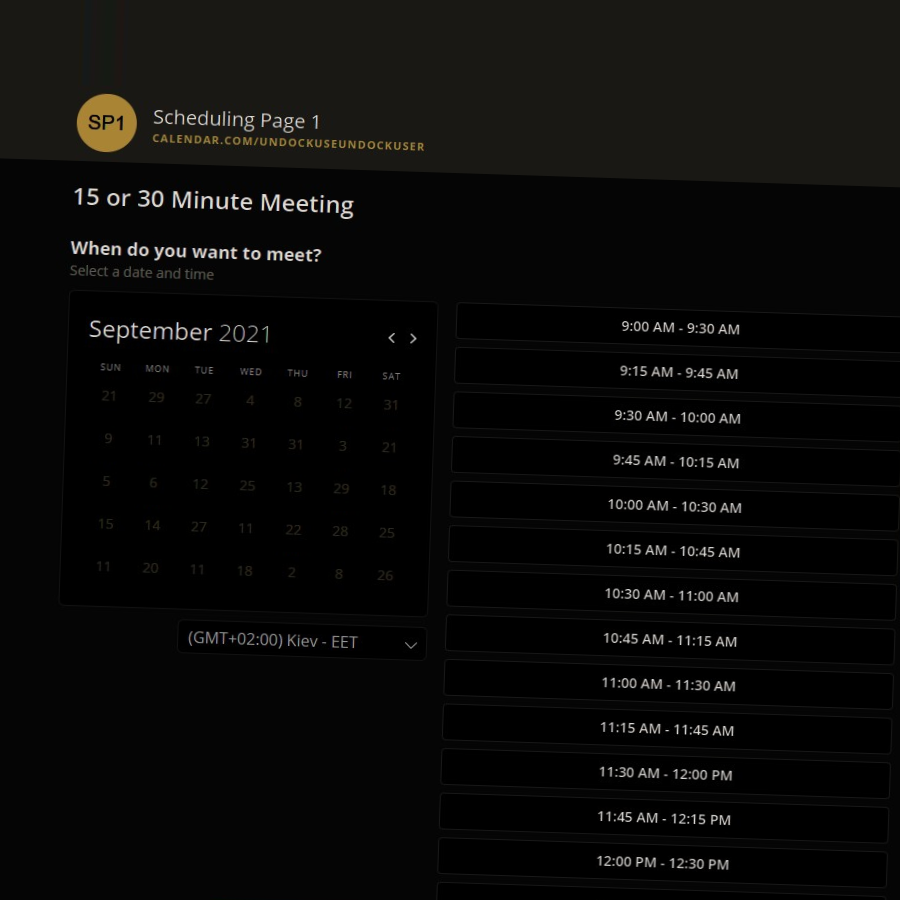 SP1
Scheduling Page 1
CALENDAR.COM/UNDOCKUSEUNDOCKUSER
15 or 30 Minute Meeting
When do you want to meet?
Select a date and time
September 2021
SUN MON TUE WED THU FRI SAT
21 29 27 4 8 12 31
9 11 13 31 31 3 21
5 6 12 25 13 29 18
15 14 27 11 22 28 25
11 20 11 18 2 8 26
(GMT+02:00) Kiev - EET
9:00 AM - 9:30 AM
9:15 AM - 9:45 AM
9:30 AM - 10:00 AM
9:45 AM - 10:15 AM
10:00 AM - 10:30 AM
10:15 AM - 10:45 AM
10:30 AM - 11:00 AM
10:45 AM - 11:15 AM
11:00 AM - 11:30 AM
11:15 AM - 11:45 AM
11:30 AM - 12:00 PM
11:45 AM - 12:15 PM
12:00 PM - 12:30 PM